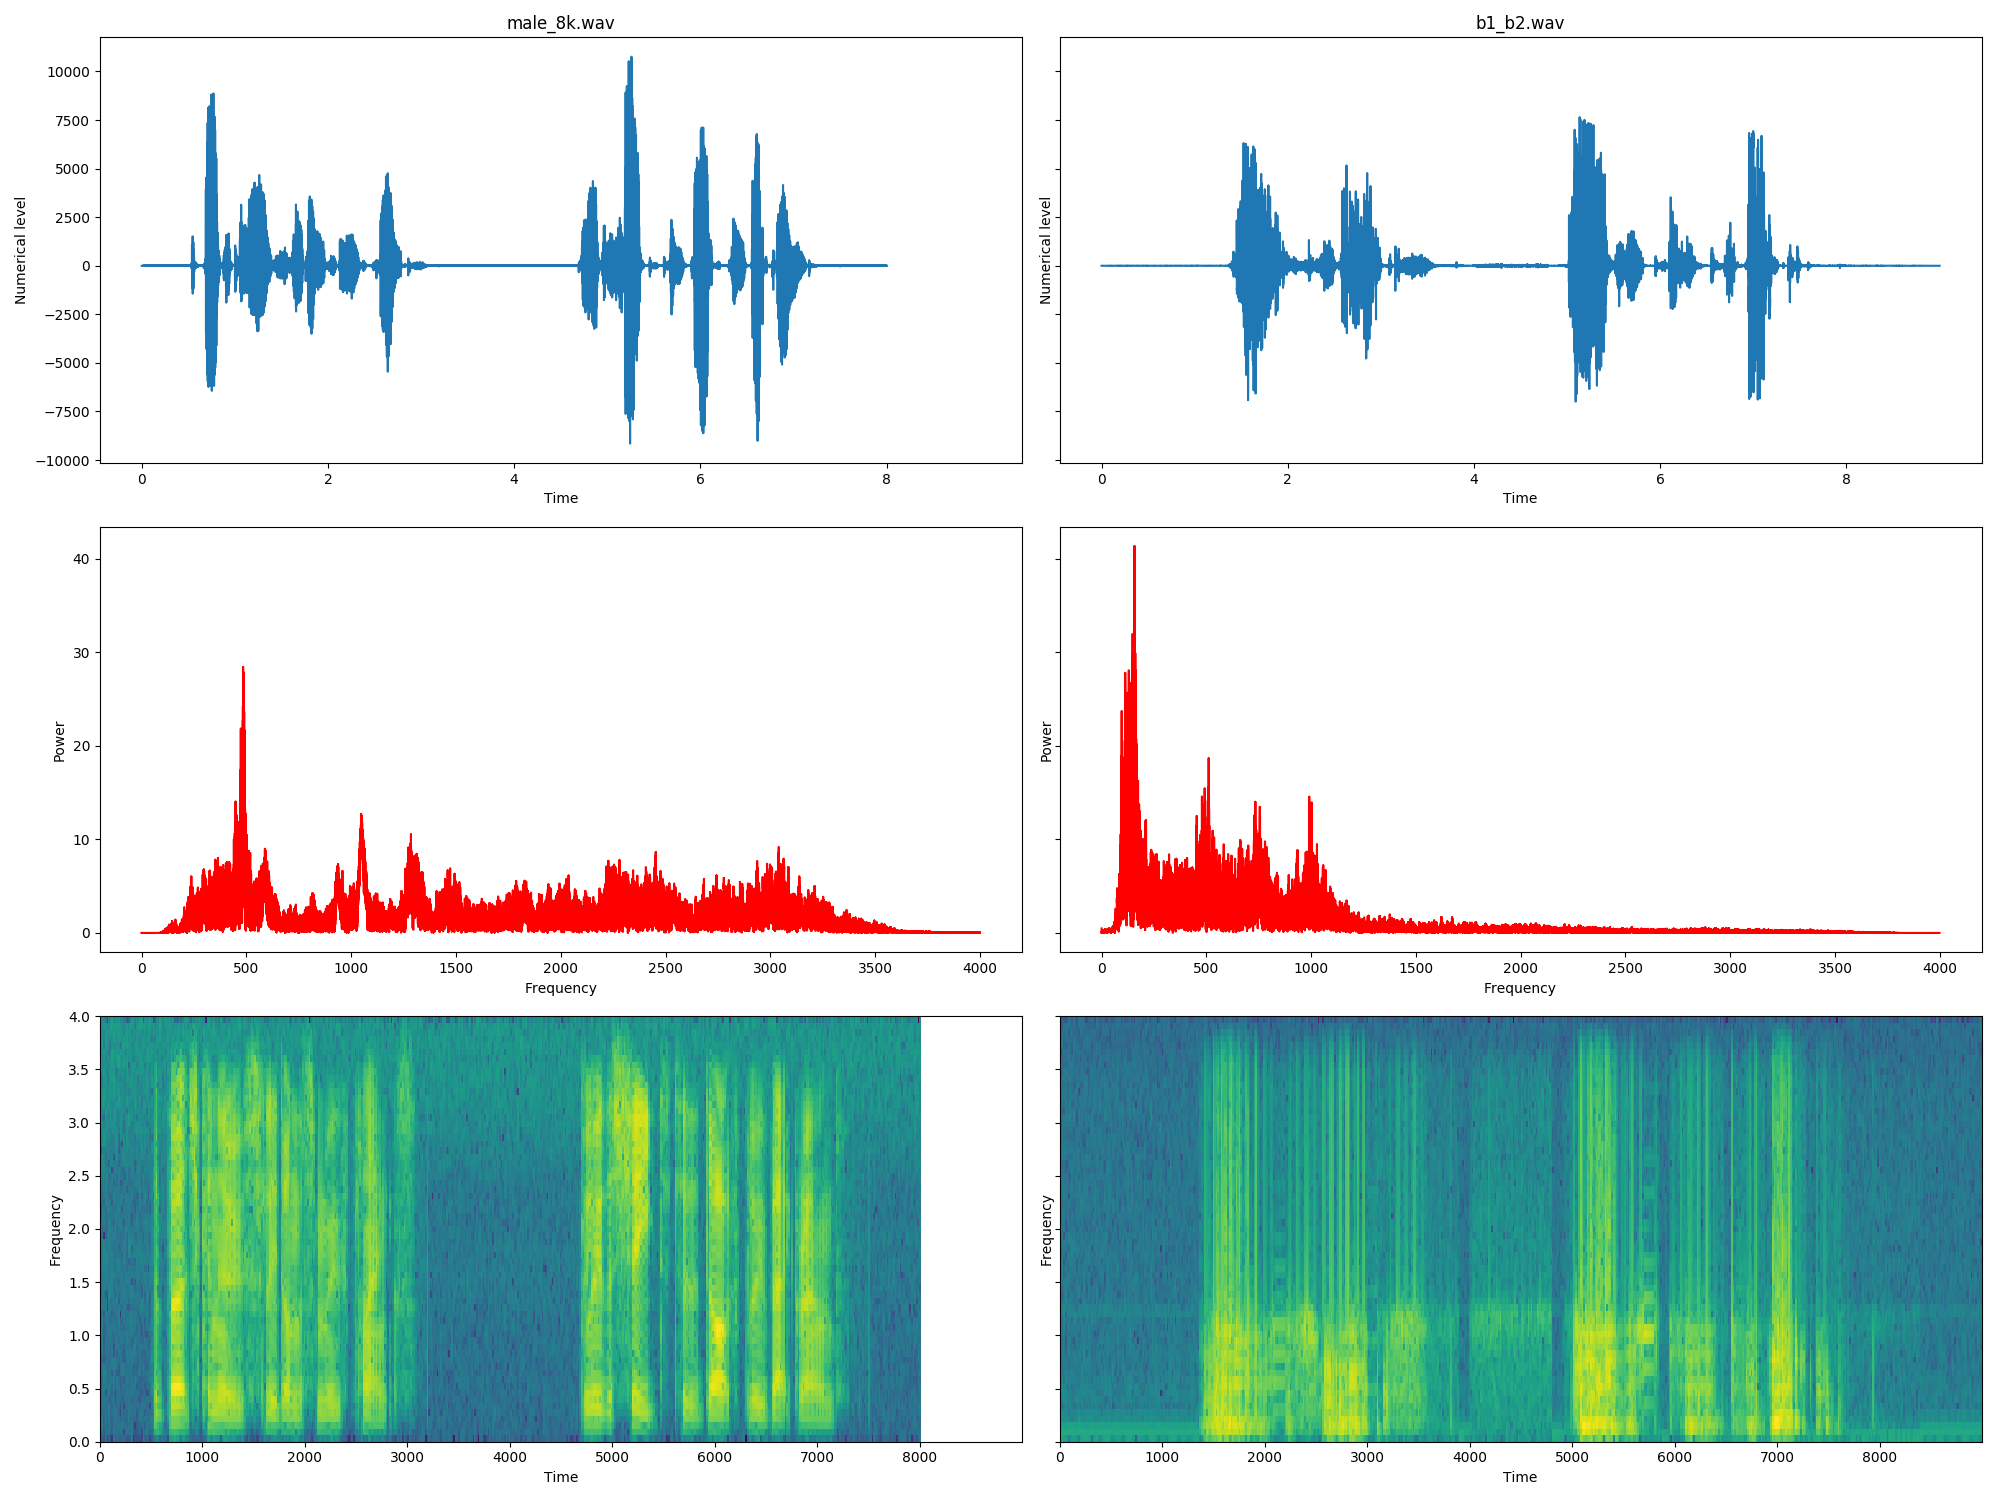 male_8k.wav
b1_b2.wav
10000
7500
5000
2500
0
−2500
−5000
−7500
−10000
Numerical level
Numerical level
0 2 4 6 8
0 2 4 6 8
Time
Time
40
30
20
10
0
Power
Power
0 500 1000 1500 2000 2500 3000 3500 4000
0 500 1000 1500 2000 2500 3000 3500 4000
Frequency
Frequency
4.0
3.5
3.0
2.5
2.0
1.5
1.0
0.5
0.0
Frequency
Frequency
0 1000 2000 3000 4000 5000 6000 7000 8000
0 1000 2000 3000 4000 5000 6000 7000 8000
Time
Time